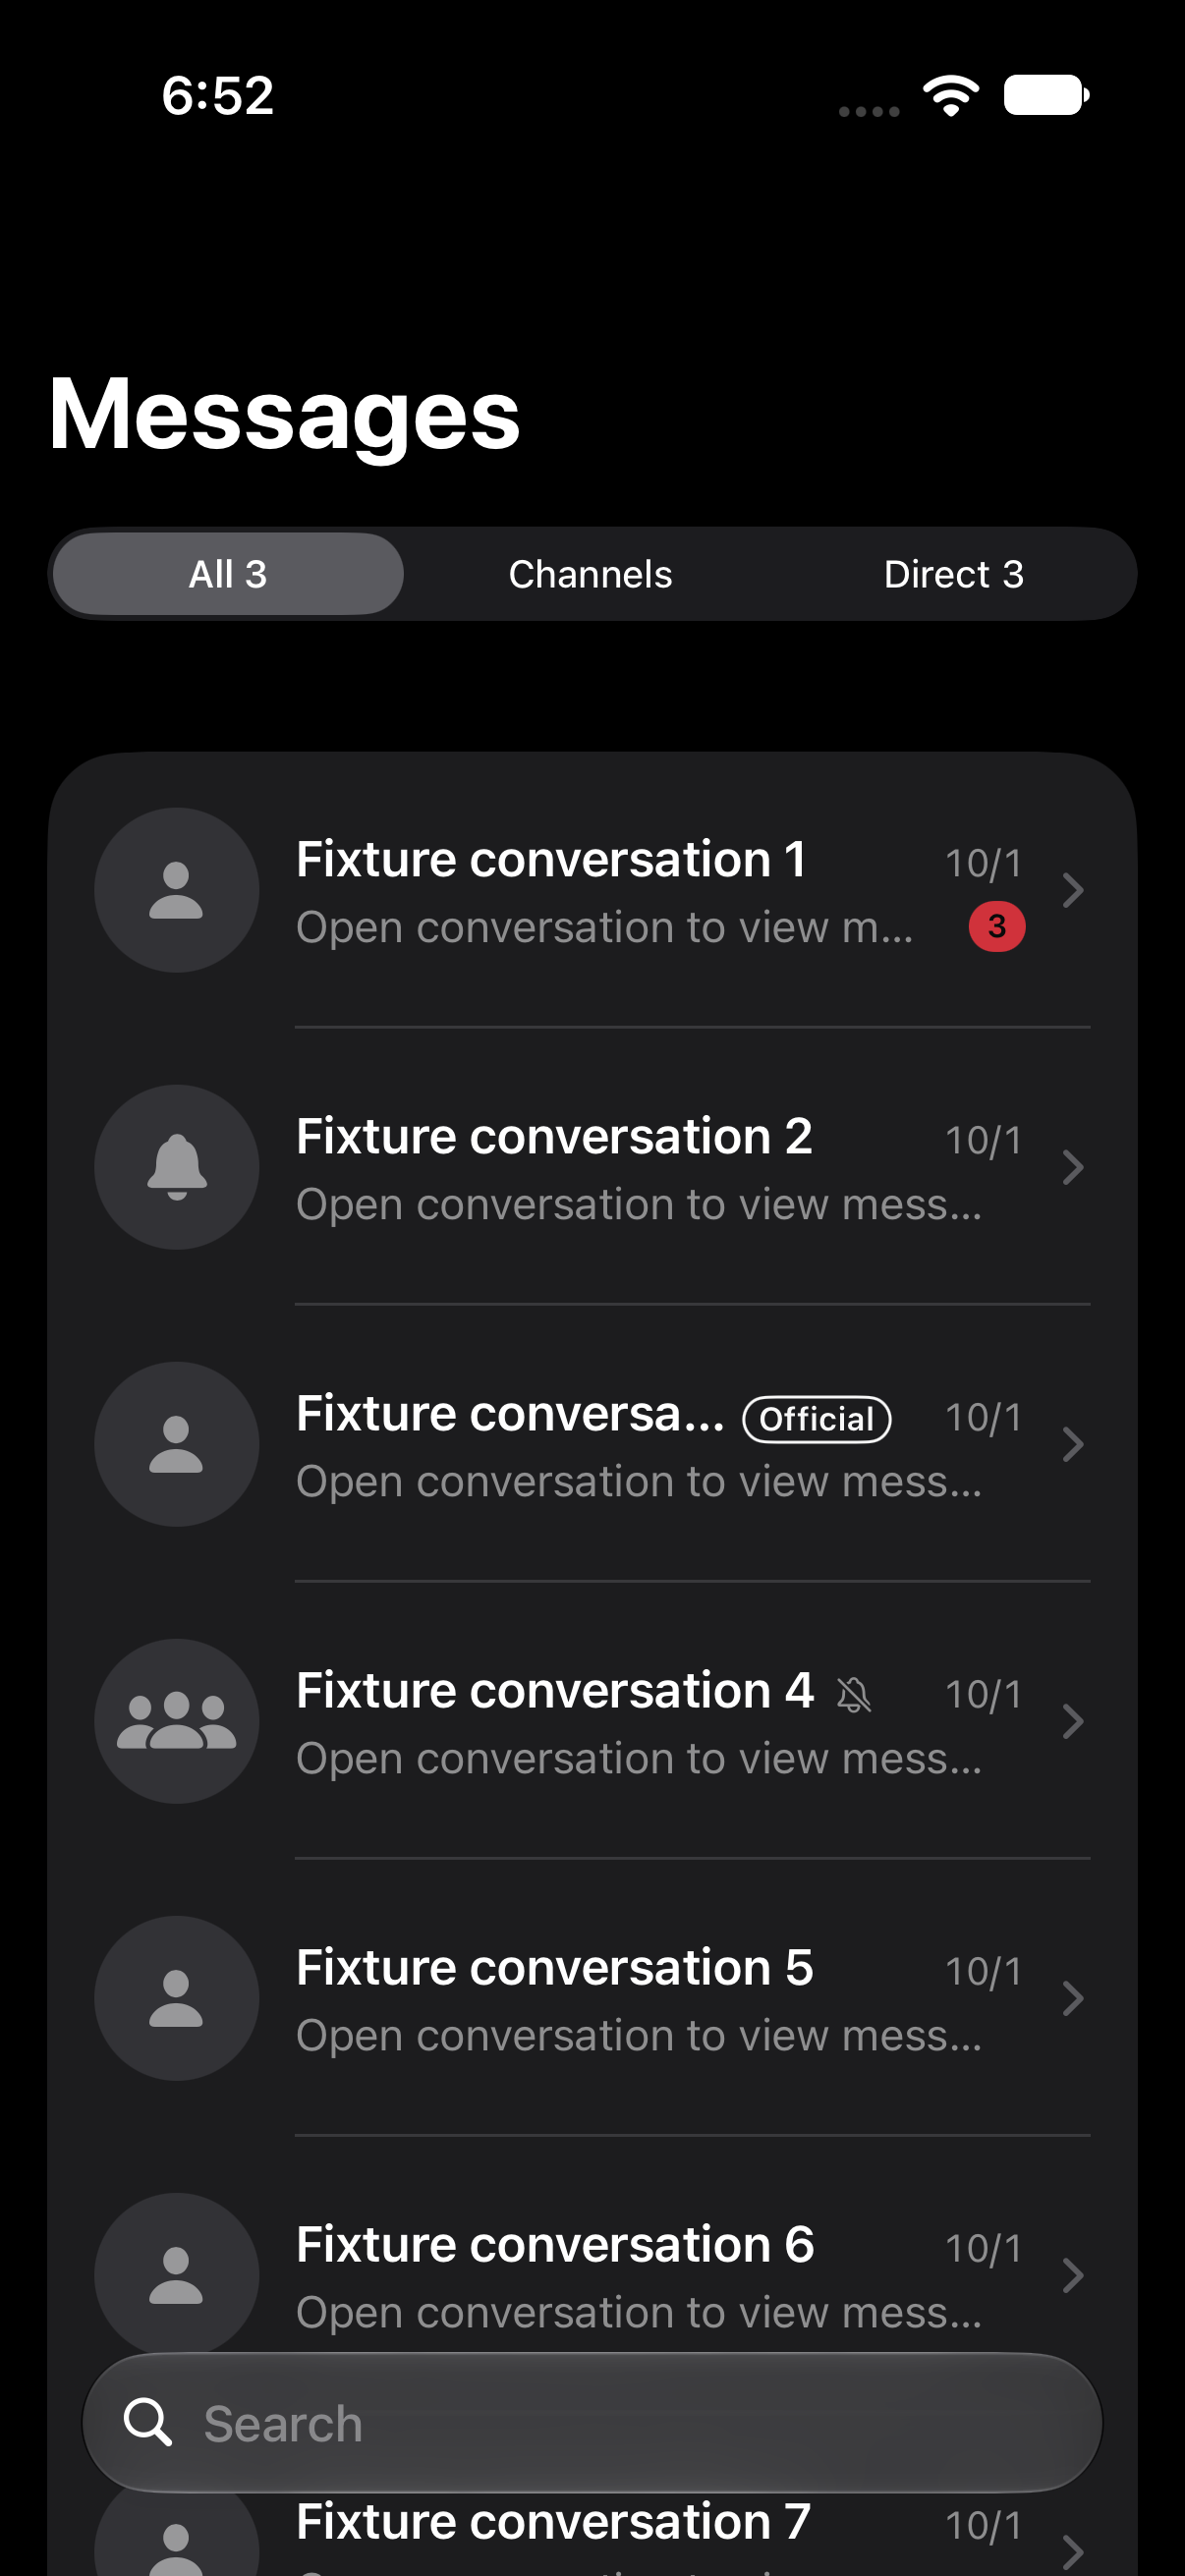 6:52
Messages
All 3
Channels
Direct 3
Fixture conversation 1
10/1
Open conversation to view m...
3
Fixture conversation 2
10/1
Open conversation to view mess...
Fixture conversa...
Official
10/1
Open conversation to view mess...
Fixture conversation 4
10/1
Open conversation to view mess...
Fixture conversation 5
10/1
Open conversation to view mess...
Fixture conversation 6
10/1
Open conversation to view mess...
Search
Fixture conversation 7
10/1